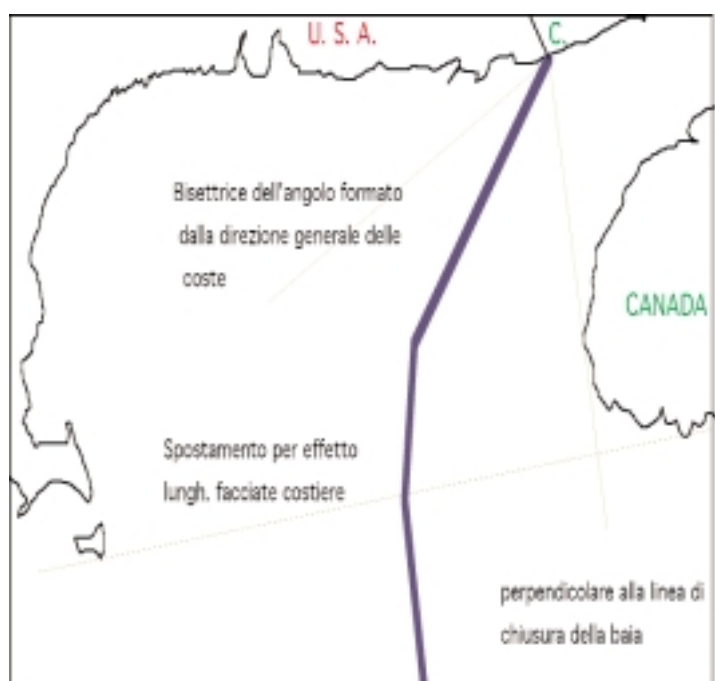 U. S. A.
C.
Bisettrice dell'angolo formato
dalla direzione generale delle
coste
CANADA
Spostamento per effetto
lungh. facciate costiere
perpendicolare alla linea di
chiusura della baia